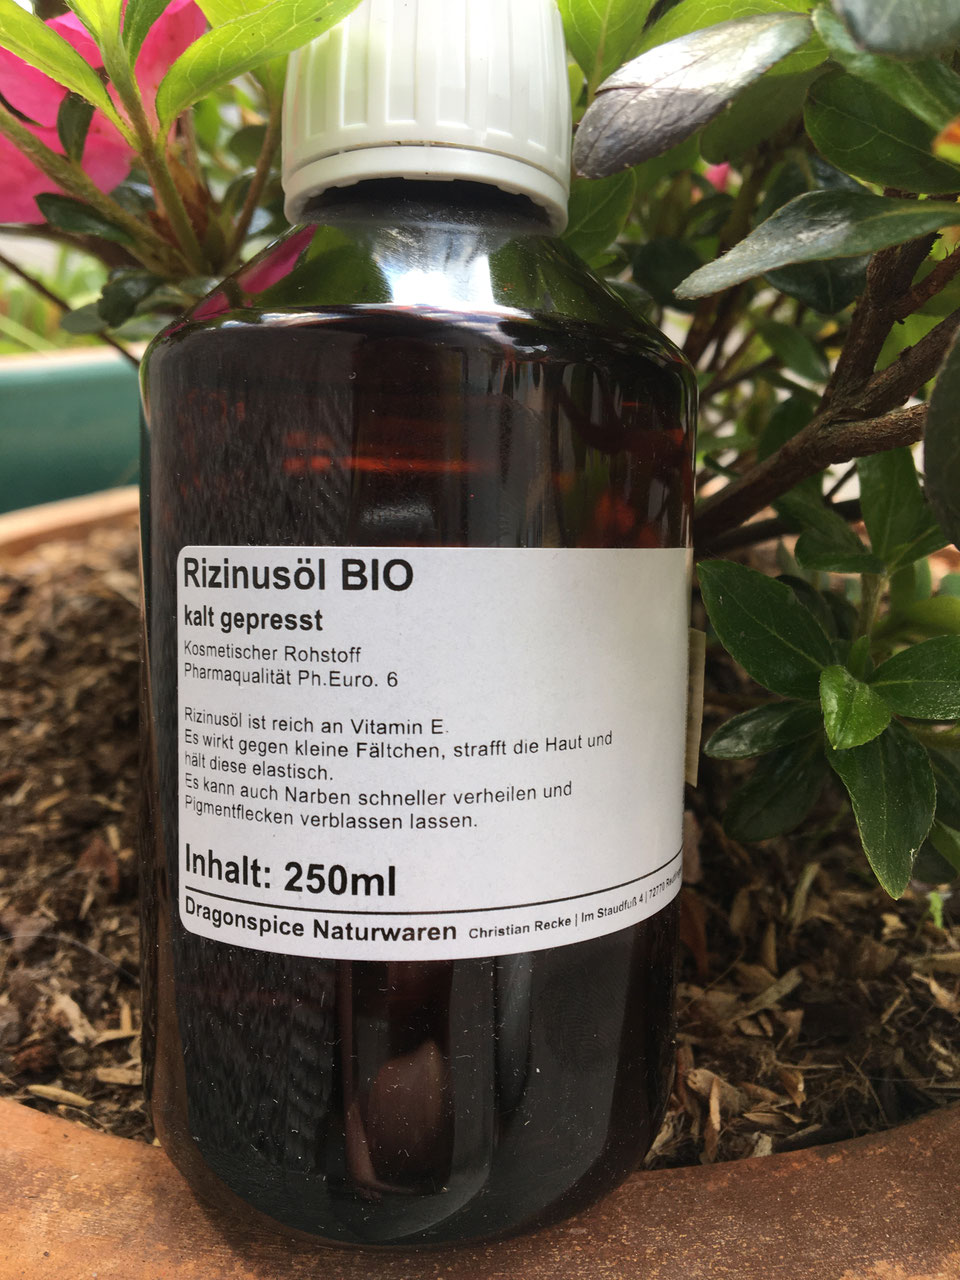 Rizinusöl BIO
kalt gepresst
Kosmetischer Rohstoff
Pharmaqualität Ph.Euro. 6
Rizinusöl ist reich an Vitamin E.
Es wirkt gegen kleine Fältchen, strafft die Haut und
hält diese elastisch.
Es kann auch Narben schneller verheilen und
Pigmentflecken verblassen lassen.
Inhalt: 250ml
Dragonspice Naturwaren Christian Recke | Im Staudfuß 4 | 72770